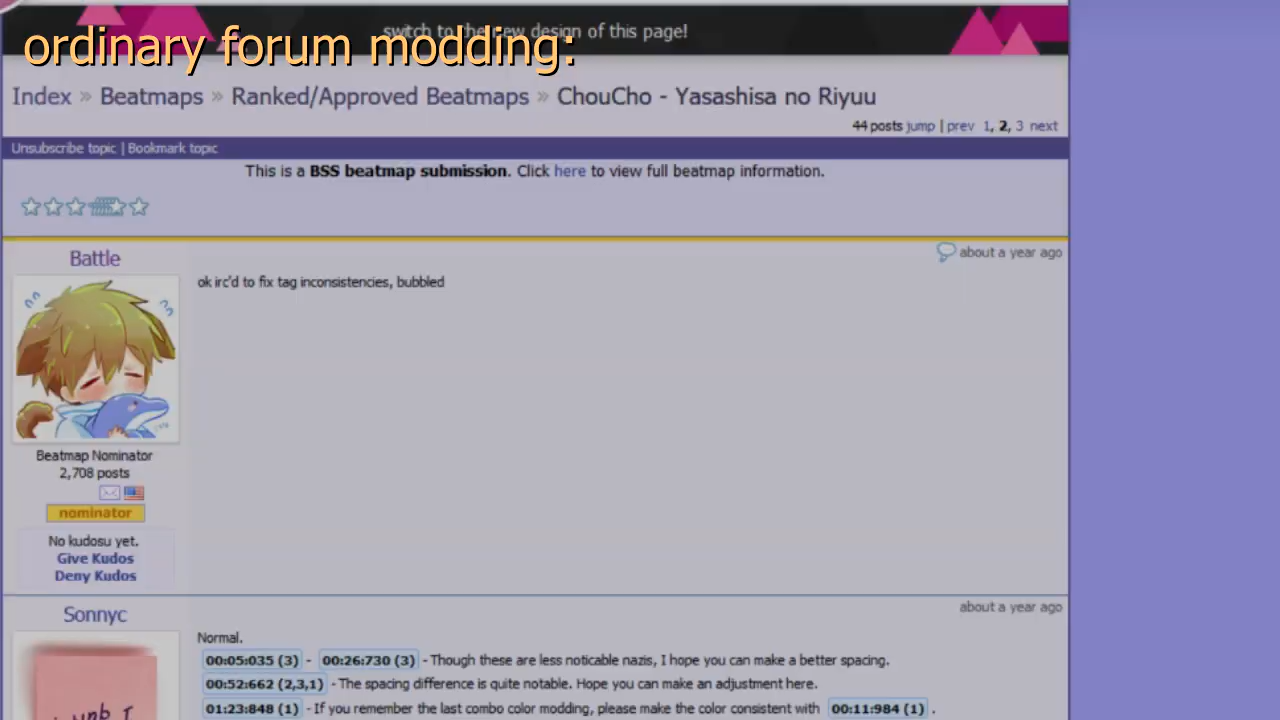 switch to the new design of this page!
ordinary forum modding:
Index » Beatmaps » Ranked/Approved Beatmaps » ChouCho - Yasashisa no Riyuu
44 posts jump | prev 1, 2, 3 next
Unsubscribe topic | Bookmark topic
This is a BSS beatmap submission. Click here to view full beatmap information.
Battle
about a year ago
ok irc'd to fix tag inconsistencies, bubbled
Beatmap Nominator
2,708 posts
nominator
No kudosu yet.
Give Kudos
Deny Kudos
Sonnyc
about a year ago
Normal.
00:05:035 (3) - 00:26:730 (3) - Though these are less noticable nazis, I hope you can make a better spacing.
00:52:662 (2,3,1) - The spacing difference is quite notable. Hope you can make an adjustment here.
01:23:848 (1) - If you remember the last combo color modding, please make the color consistent with 00:11:984 (1) .